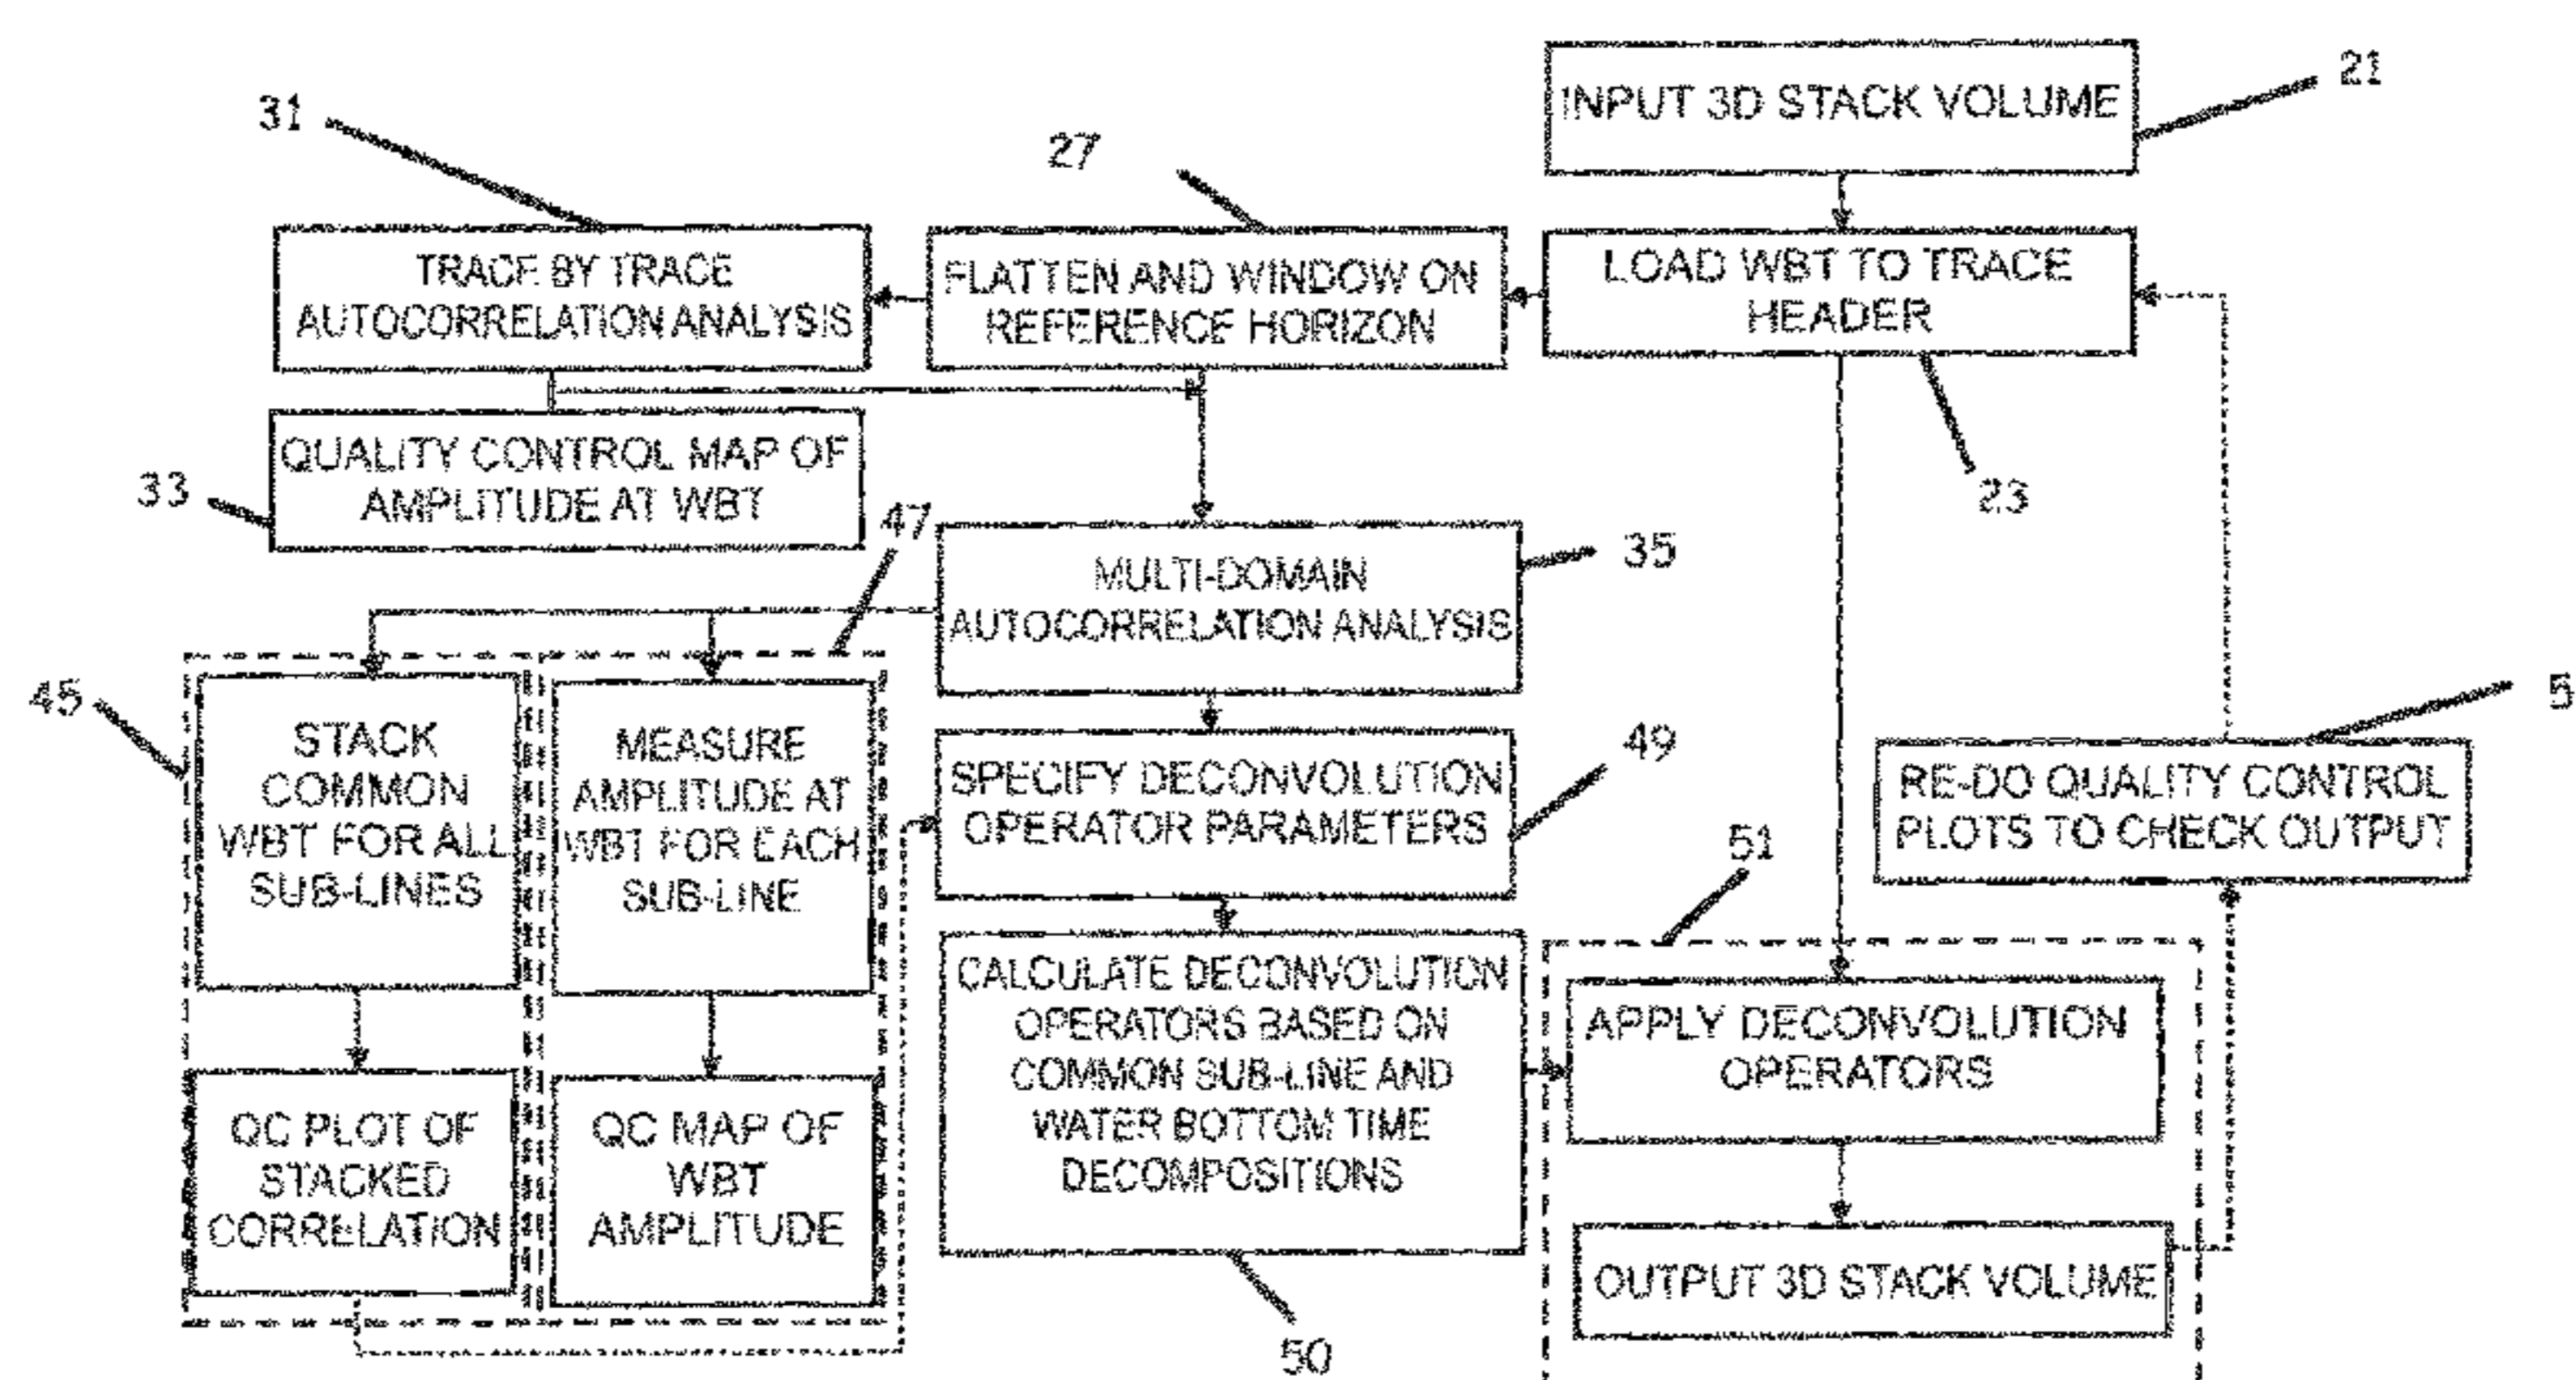 21
INPUT 3D STACK VOLUME
31
27
TRACE BY TRACE
AUTOCORRELATION ANALYSIS
FLATTEN AND WINDOW ON
REFERENCE HORIZON
LOAD WBT TO TRACE
HEADER
23
33
QUALITY CONTROL MAP OF
AMPLITUDE AT WBT
47
35
MULTI-DOMAIN
AUTOCORRELATION ANALYSIS
45
STACK
COMMON
WBT FOR ALL
SUB-LINES
MEASURE
AMPLITUDE AT
WBT FOR EACH
SUB-LINE
49
SPECIFY DECONVOLUTION
OPERATOR PARAMETERS
5
RE-DO QUALITY CONTROL
PLOTS TO CHECK OUTPUT
51
CALCULATE DECONVOLUTION
OPERATORS BASED ON
COMMON SUB-LINE AND
WATER BOTTOM TIME
DECOMPOSITIONS
APPLY DECONVOLUTION
OPERATORS
QC PLOT OF
STACKED
CORRELATION
QC MAP OF
WBT
AMPLITUDE
OUTPUT 3D STACK VOLUME
50